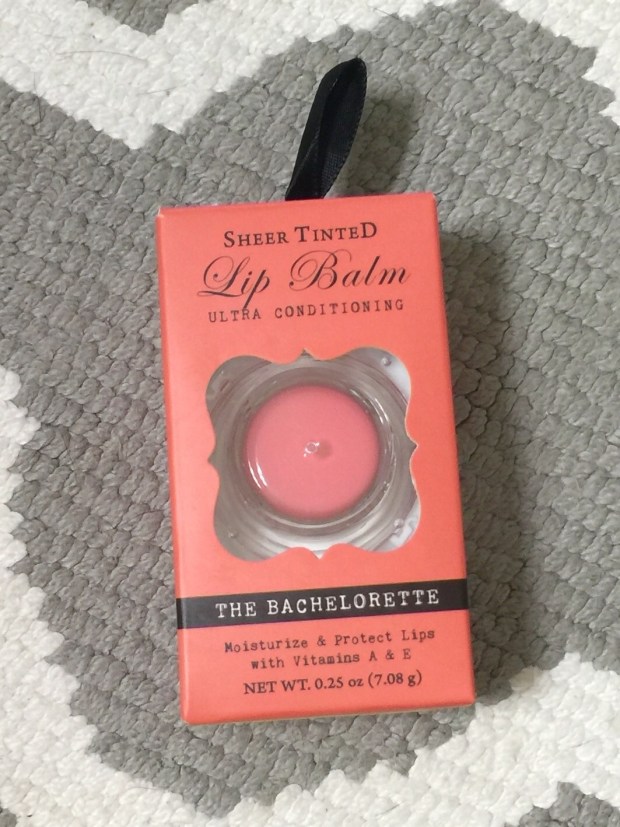 SHEER TINTED
Lip Balm
ULTRA CONDITIONING
THE BACHELORETTE
Moisturize & Protect Lips
with Vitamins A & E
NET WT. 0.25 oz (7.08 g)